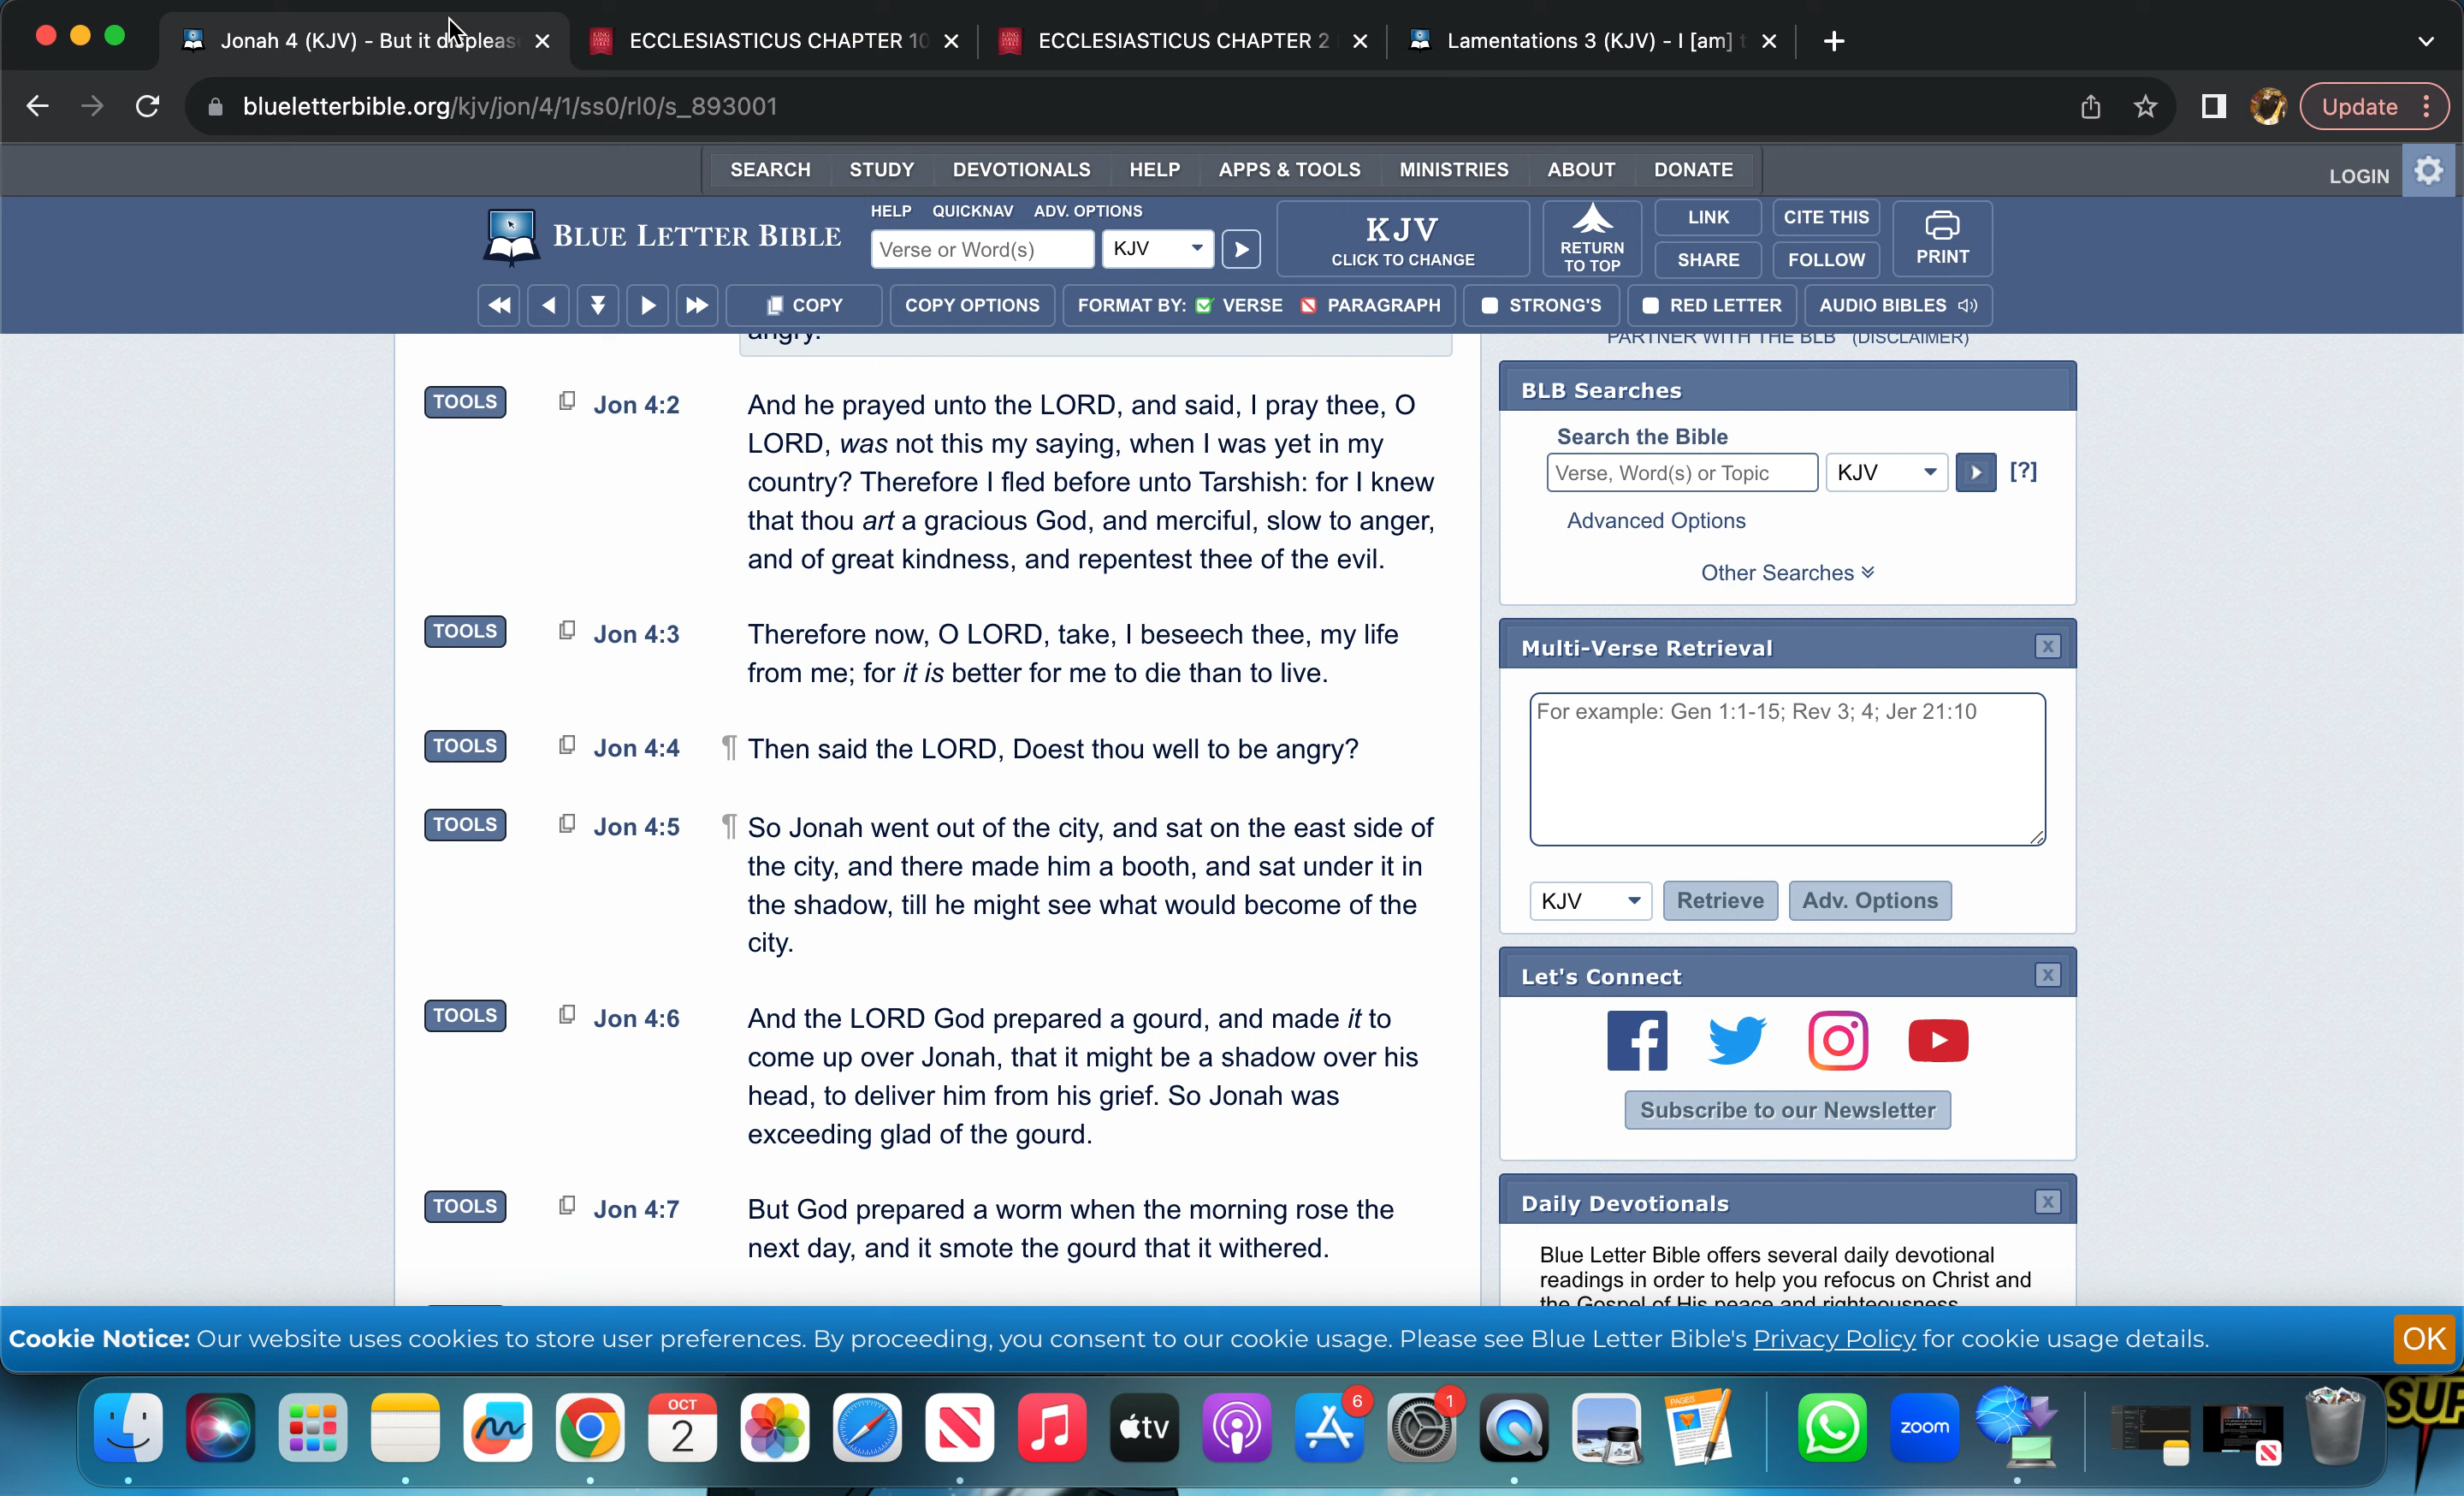 Jonah 4 (KJV) - But it displeas
ECCLESIASTICUS CHAPTER 10
ECCLESIASTICUS CHAPTER 2
Lamentations 3 (KJV) - I [am] t
blueletterbible.org/kjv/jon/4/1/ss0/rl0/s_893001
Update
SEARCH STUDY DEVOTIONALS HELP APPS & TOOLS MINISTRIES ABOUT DONATE
LOGIN
BLUE LETTER BIBLE
HELP QUICKNAV ADV. OPTIONS
Verse or Word(s)
KJV
KJV
CLICK TO CHANGE
RETURN
TO TOP
LINK
CITE THIS
SHARE
FOLLOW
PRINT
COPY
COPY OPTIONS
FORMAT BY: VERSE PARAGRAPH
STRONG'S
RED LETTER
AUDIO BIBLES
angry.
TOOLS Jon 4:2 And he prayed unto the LORD, and said, I pray thee, O
LORD, was not this my saying, when I was yet in my
country? Therefore I fled before unto Tarshish: for I knew
that thou art a gracious God, and merciful, slow to anger,
and of great kindness, and repentest thee of the evil.
TOOLS Jon 4:3 Therefore now, O LORD, take, I beseech thee, my life
from me; for it is better for me to die than to live.
TOOLS Jon 4:4 ¶ Then said the LORD, Doest thou well to be angry?
TOOLS Jon 4:5 ¶ So Jonah went out of the city, and sat on the east side of
the city, and there made him a booth, and sat under it in
the shadow, till he might see what would become of the
city.
TOOLS Jon 4:6 And the LORD God prepared a gourd, and made it to
come up over Jonah, that it might be a shadow over his
head, to deliver him from his grief. So Jonah was
exceeding glad of the gourd.
TOOLS Jon 4:7 But God prepared a worm when the morning rose the
next day, and it smote the gourd that it withered.
PARTNER WITH THE BLB (DISCLAIMER)
BLB Searches
Search the Bible
Verse, Word(s) or Topic
KJV
[?]
Advanced Options
Other Searches
Multi-Verse Retrieval
X
For example: Gen 1:1-15; Rev 3; 4; Jer 21:10
KJV
Retrieve
Adv. Options
Let's Connect
X
Subscribe to our Newsletter
Daily Devotionals
X
Blue Letter Bible offers several daily devotional
readings in order to help you refocus on Christ and
the Gospel of His peace and righteousness
Cookie Notice: Our website uses cookies to store user preferences. By proceeding, you consent to our cookie usage. Please see Blue Letter Bible's Privacy Policy for cookie usage details.
OK
OCT
2
tv
6
1
PAGES
zoom
SUP